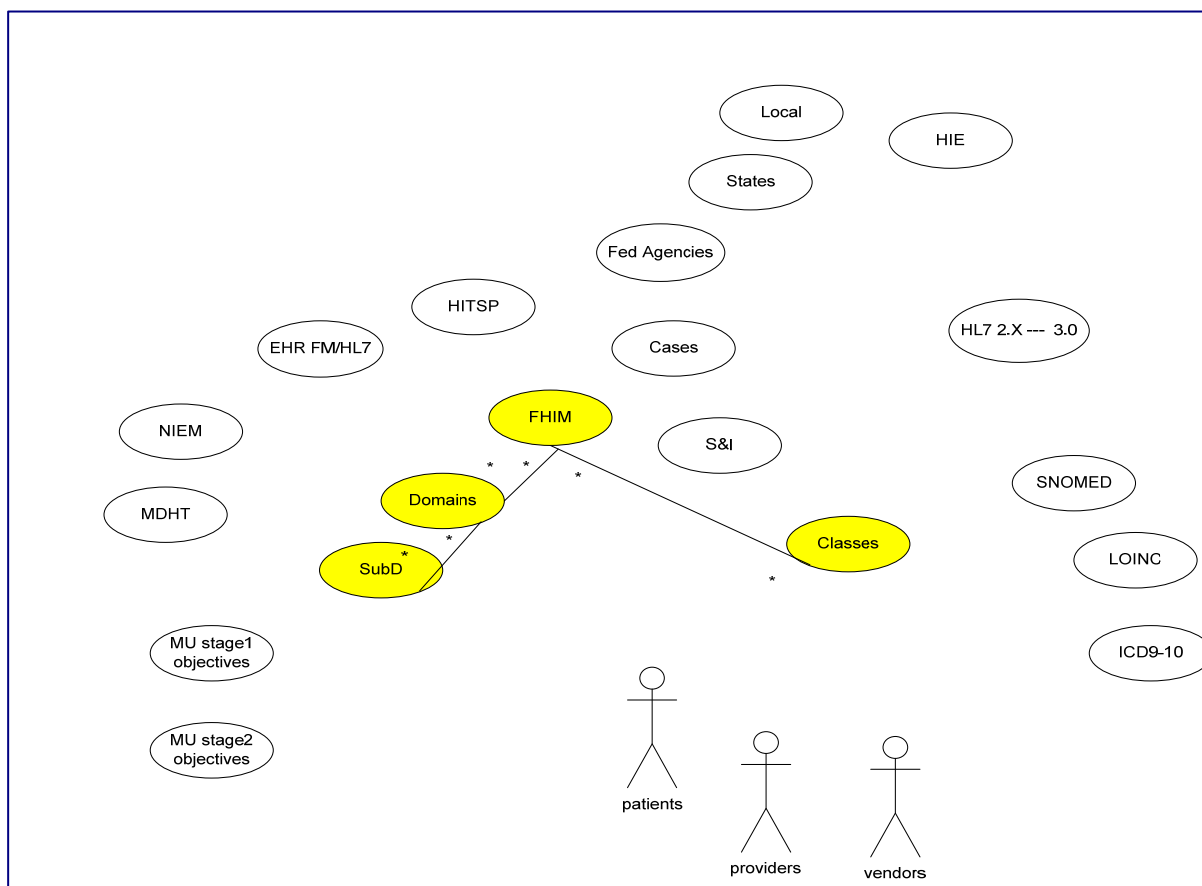 Local
HIE
States
Fed Agencies
HITSP
HL7 2.X --- 3.0
EHR FM/HL7
Cases
FHIM
NIEM
S&I
* * *
SNOMED
Domains
MDHT
*
Classes
*
SubD
LOINC
*
MU stage1
objectives
ICD9-10
MU stage2
objectives
patients
providers
vendors